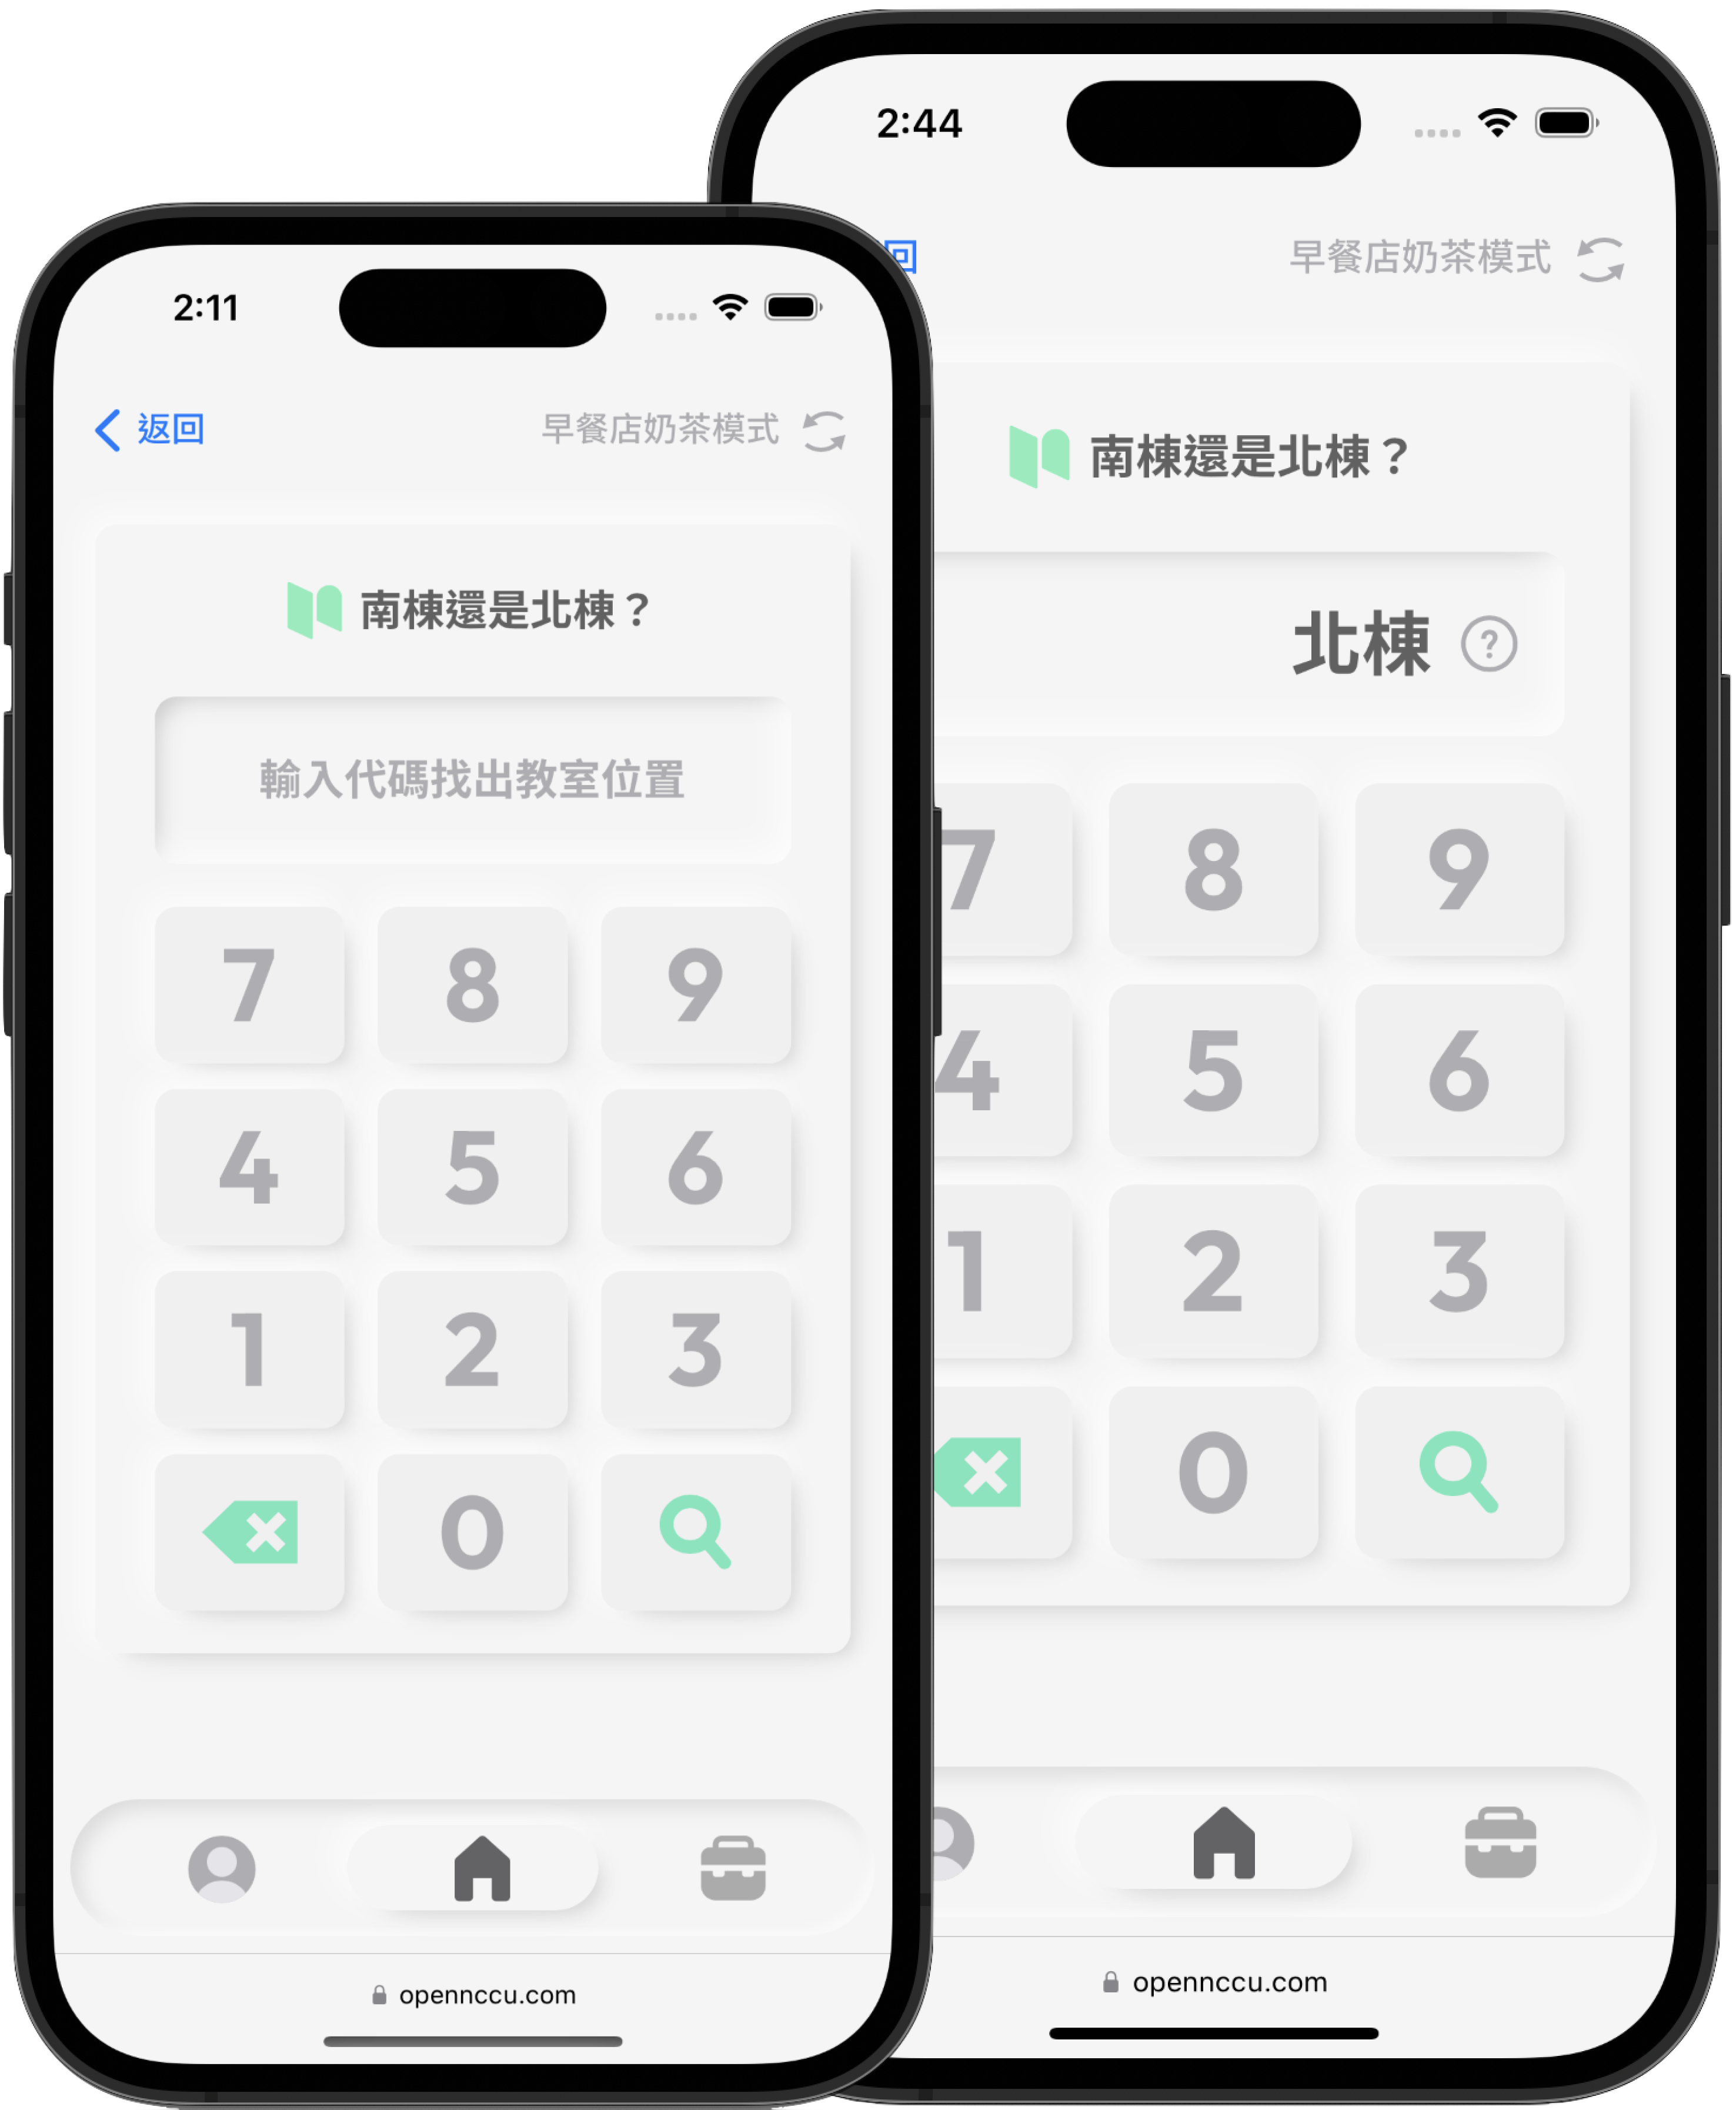 2:11
返回
早餐店奶茶模式
南棟還是北棟？
輸入代碼找出教室位置
7 8 9
4 5 6
1 2 3
0
opennccu.com
2:44
回
早餐店奶茶模式
南棟還是北棟？
北棟 ?
7 8 9
4 5 6
1 2 3
0
opennccu.com